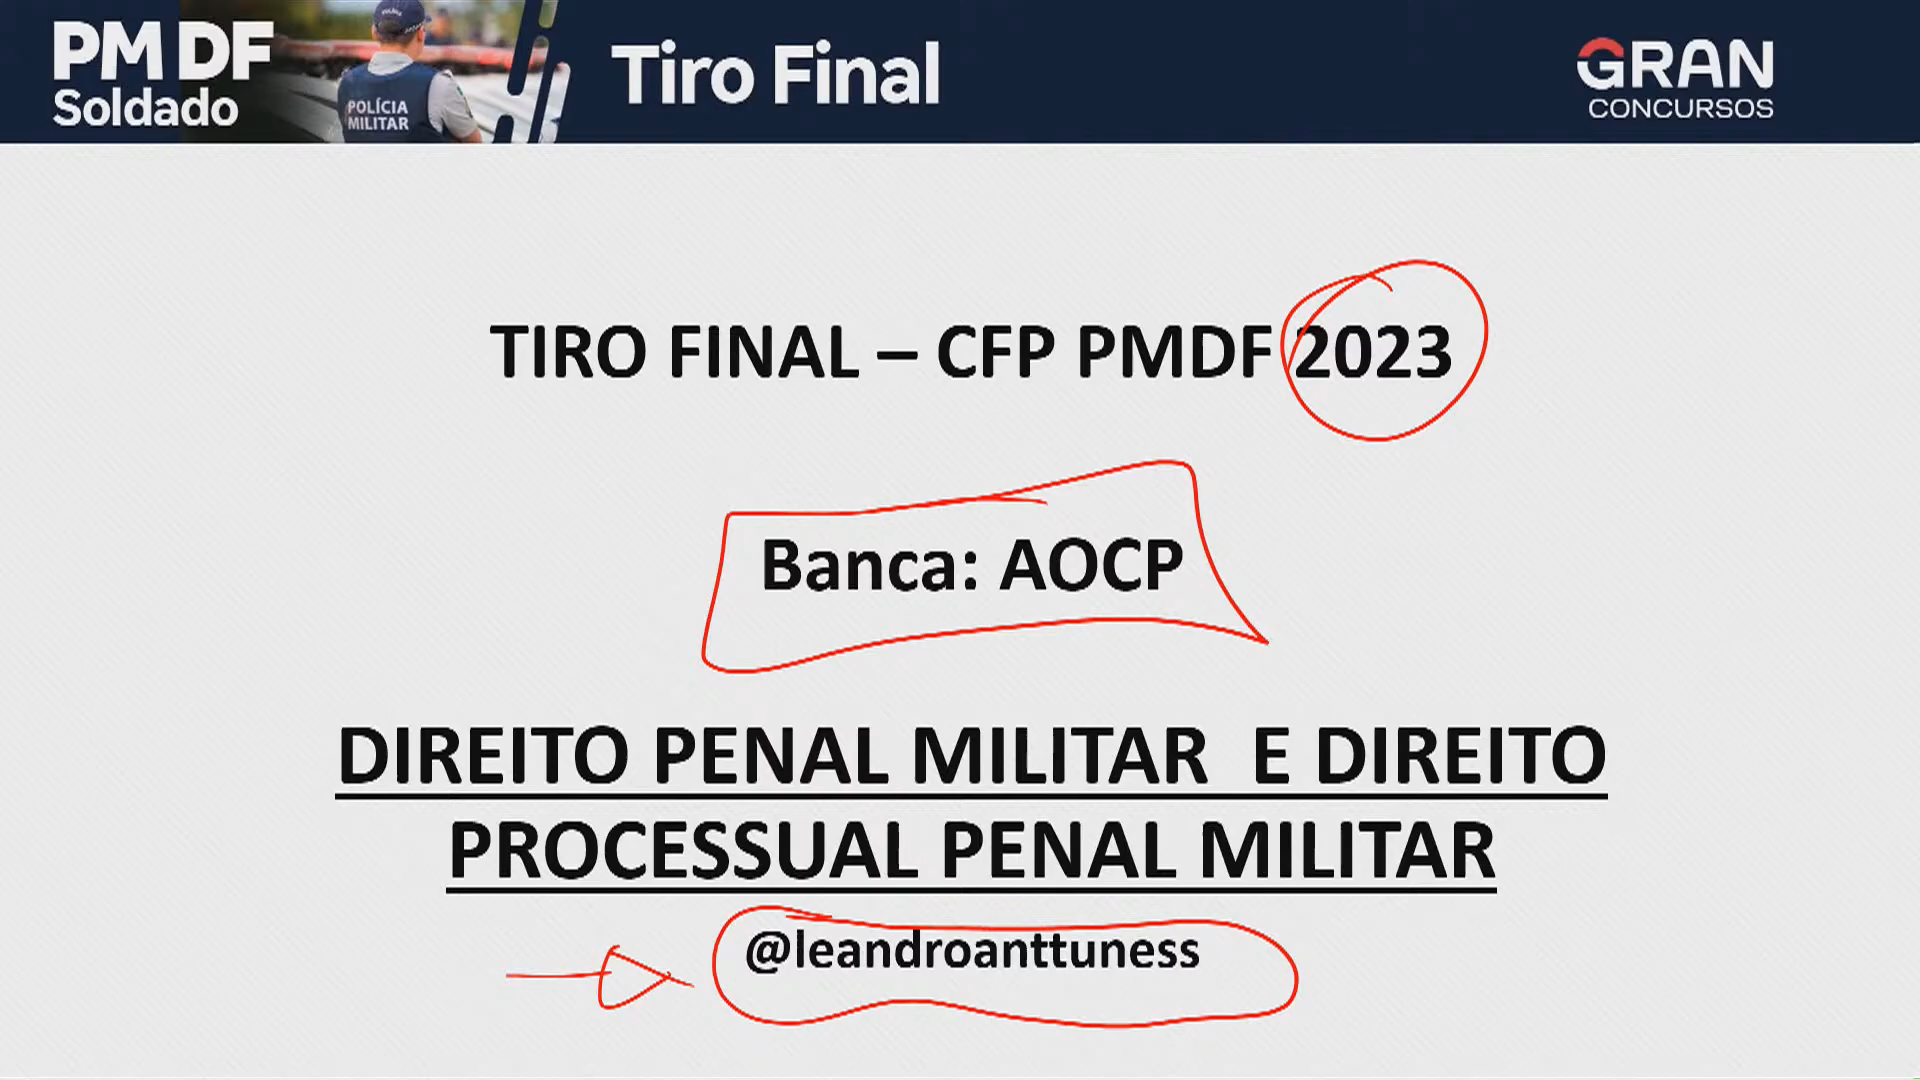 PM DF
Soldado
POLÍCIA
MILITAR
Tiro Final
GRAN
CONCURSOS
TIRO FINAL – CFP PMDF 2023
Banca: AOCP
DIREITO PENAL MILITAR E DIREITO
PROCESSUAL PENAL MILITAR
@leandroanttuness